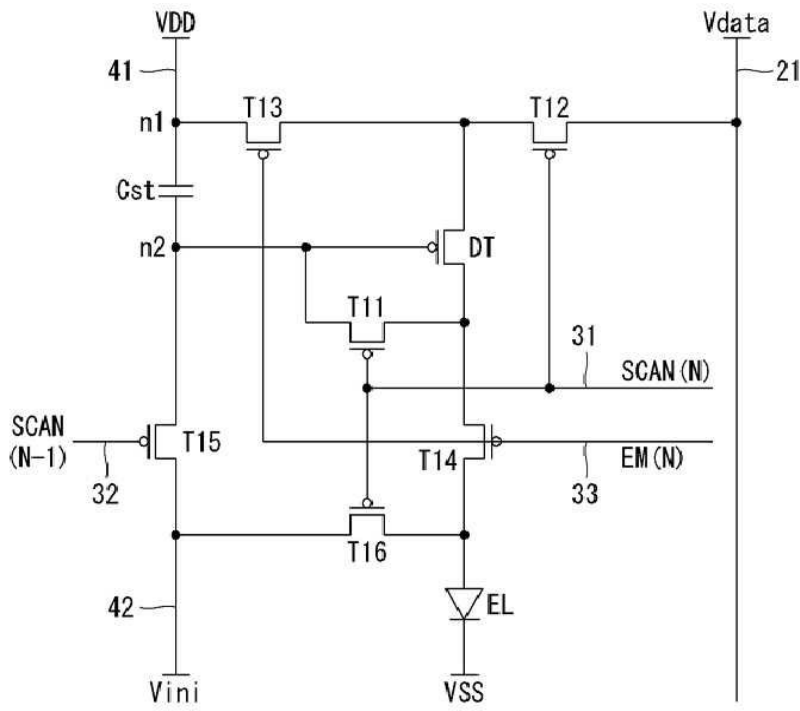 VDD
Vdata
41
21
n1
T13
T12
Cst
n2
DT
T11
31
SCAN(N)
SCAN
(N-1)
T15
T14
EM(N)
32
33
T16
42
EL
Vini
VSS